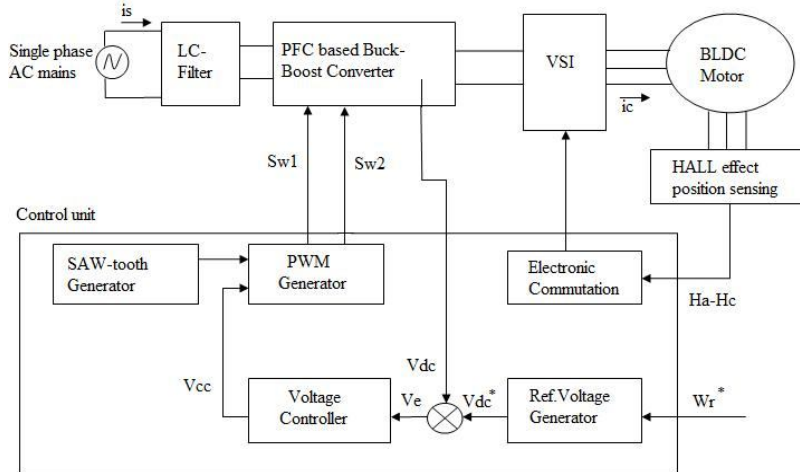 is
Single phase
AC mains
LC-
Filter
PFC based Buck-
Boost Converter
VSI
BLDC
Motor
ic
Sw1
Sw2
HALL effect
position sensing
Control unit
SAW-tooth
Generator
PWM
Generator
Electronic
Commutation
Ha-Hc
Vcc
Vdc
Voltage
Controller
Ve
Vdc*
Ref.Voltage
Generator
Wr*